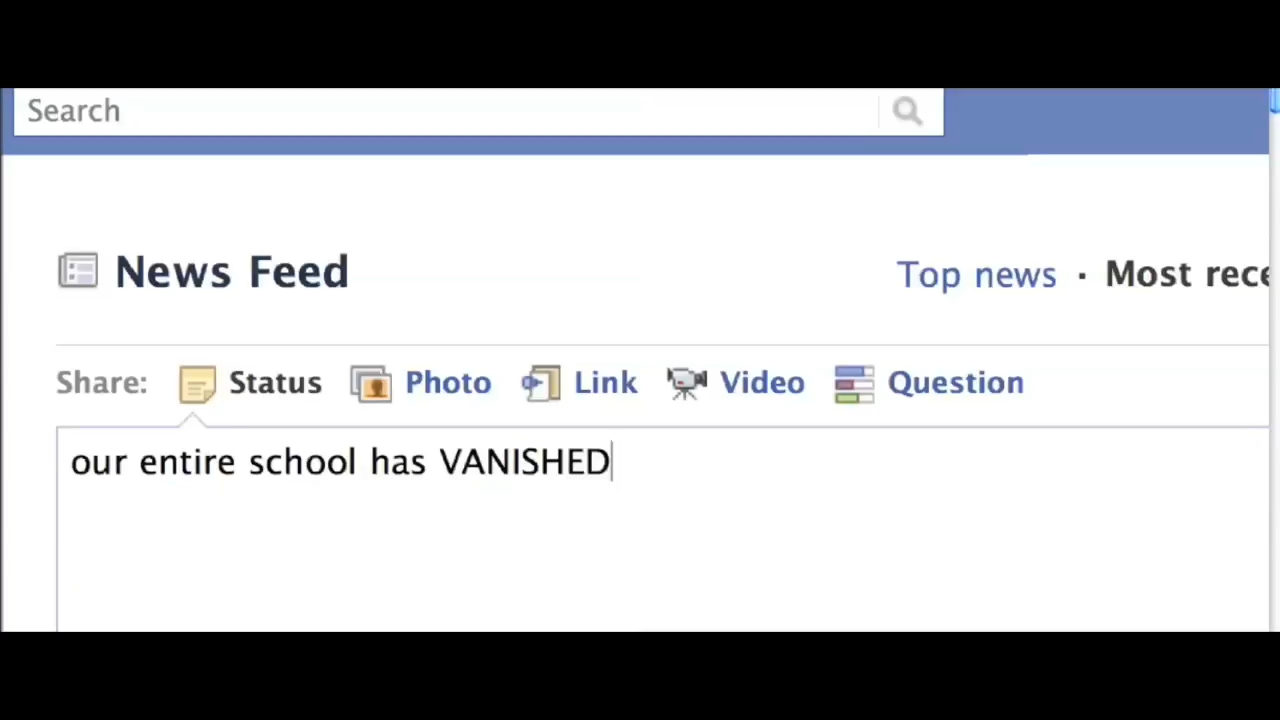 Search
News Feed
Top news · Most rece
Share: Status Photo Link Video Question
our entire school has VANISHED